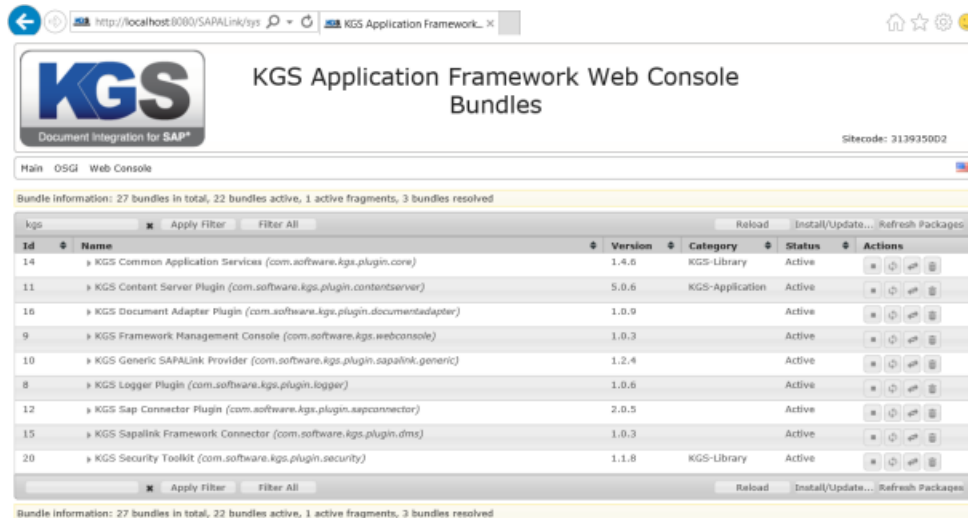 http://localhost:8080/SAPALink/sys
KGS Application Framework...
KGS
Document Integration for SAP®
KGS Application Framework Web Console
Bundles
Sitecode: 3139350D2
Main OSGi Web Console
Bundle information: 27 bundles in total, 22 bundles active, 1 active fragments, 3 bundles resolved
kgs Apply Filter Filter All Reload Install/Update... Refresh Packages
Id Name Version Category Status Actions
14 KGS Common Application Services (com.software.kgs.plugin.core) 1.4.6 KGS-Library Active
11 KGS Content Server Plugin (com.software.kgs.plugin.contentserver) 5.0.6 KGS-Application Active
16 KGS Document Adapter Plugin (com.software.kgs.plugin.documentadapter) 1.0.9 Active
9 KGS Framework Management Console (com.software.kgs.webconsole) 1.0.3 Active
10 KGS Generic SAPALink Provider (com.software.kgs.plugin.sapalink.generic) 1.2.4 Active
8 KGS Logger Plugin (com.software.kgs.plugin.logger) 1.0.6 Active
12 KGS Sap Connector Plugin (com.software.kgs.plugin.sapconnector) 2.0.5 Active
15 KGS Sapalink Framework Connector (com.software.kgs.plugin.dms) 1.0.3 Active
20 KGS Security Toolkit (com.software.kgs.plugin.security) 1.1.8 KGS-Library Active
Apply Filter Filter All Reload Install/Update... Refresh Packages
Bundle information: 27 bundles in total, 22 bundles active, 1 active fragments, 3 bundles resolved